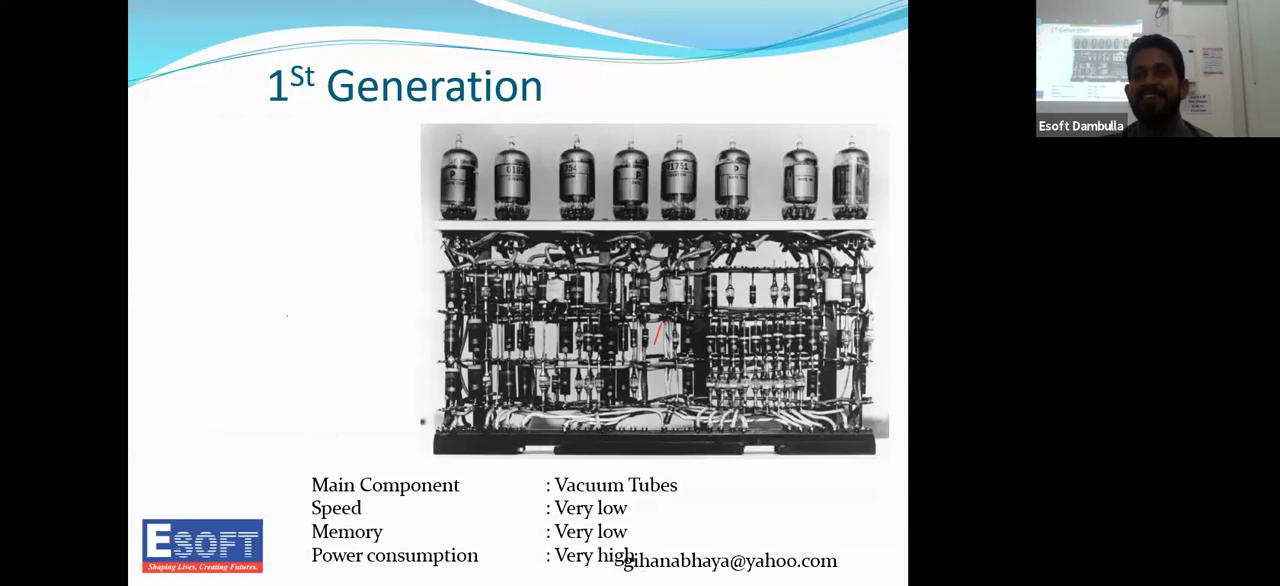 1St Generation
Main Component : Vacuum Tubes
Speed : Very low
Memory : Very low
Power consumption : Very high
gihanabhaya@yahoo.com
ESOFT
Shaping Lives, Creating Futures.
Esoft Dambulla